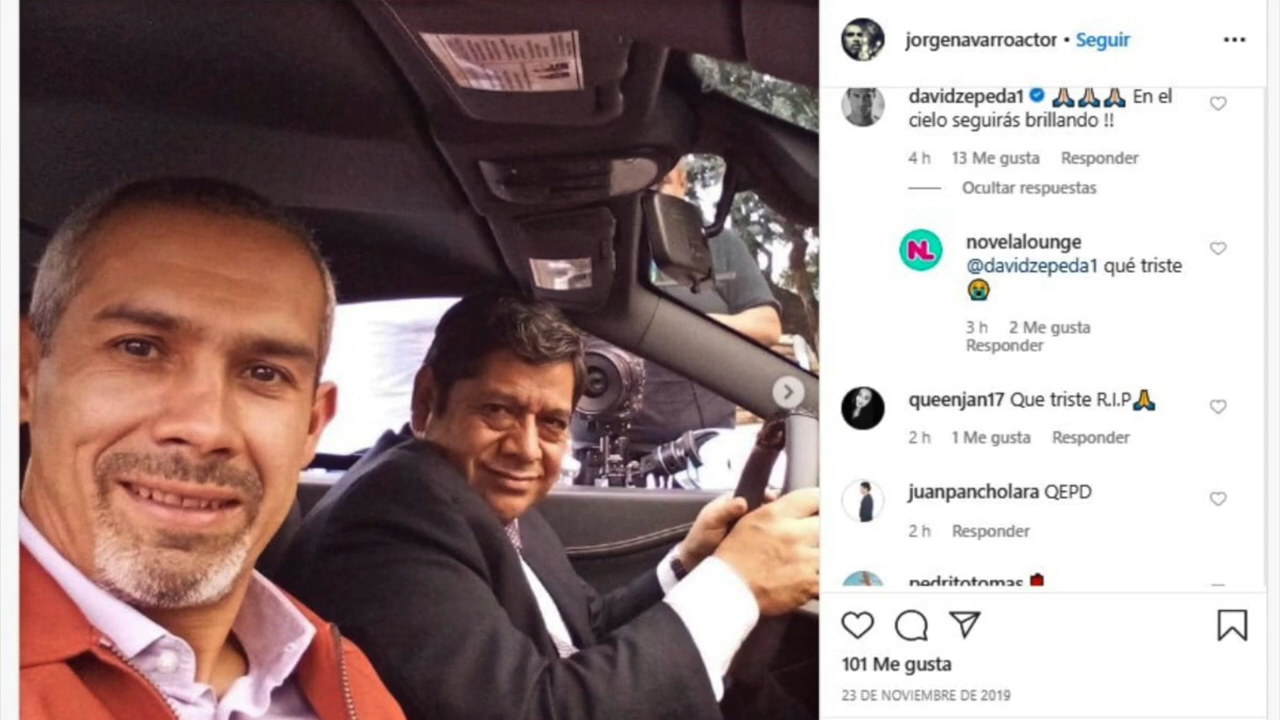 jorgenavarroactor • Seguir
davidzepeda1 🙏🙏🙏 En el
cielo seguirás brillando !!
4 h 13 Me gusta Responder
Ocultar respuestas
NL
novelalounge
@davidzepeda1 qué triste
😭
3 h 2 Me gusta
Responder
queenjan17 Que triste R.I.P🙏
2 h 1 Me gusta Responder
juanpancholara QEPD
2 h Responder
pedritotomas
101 Me gusta
23 DE NOVIEMBRE DE 2019